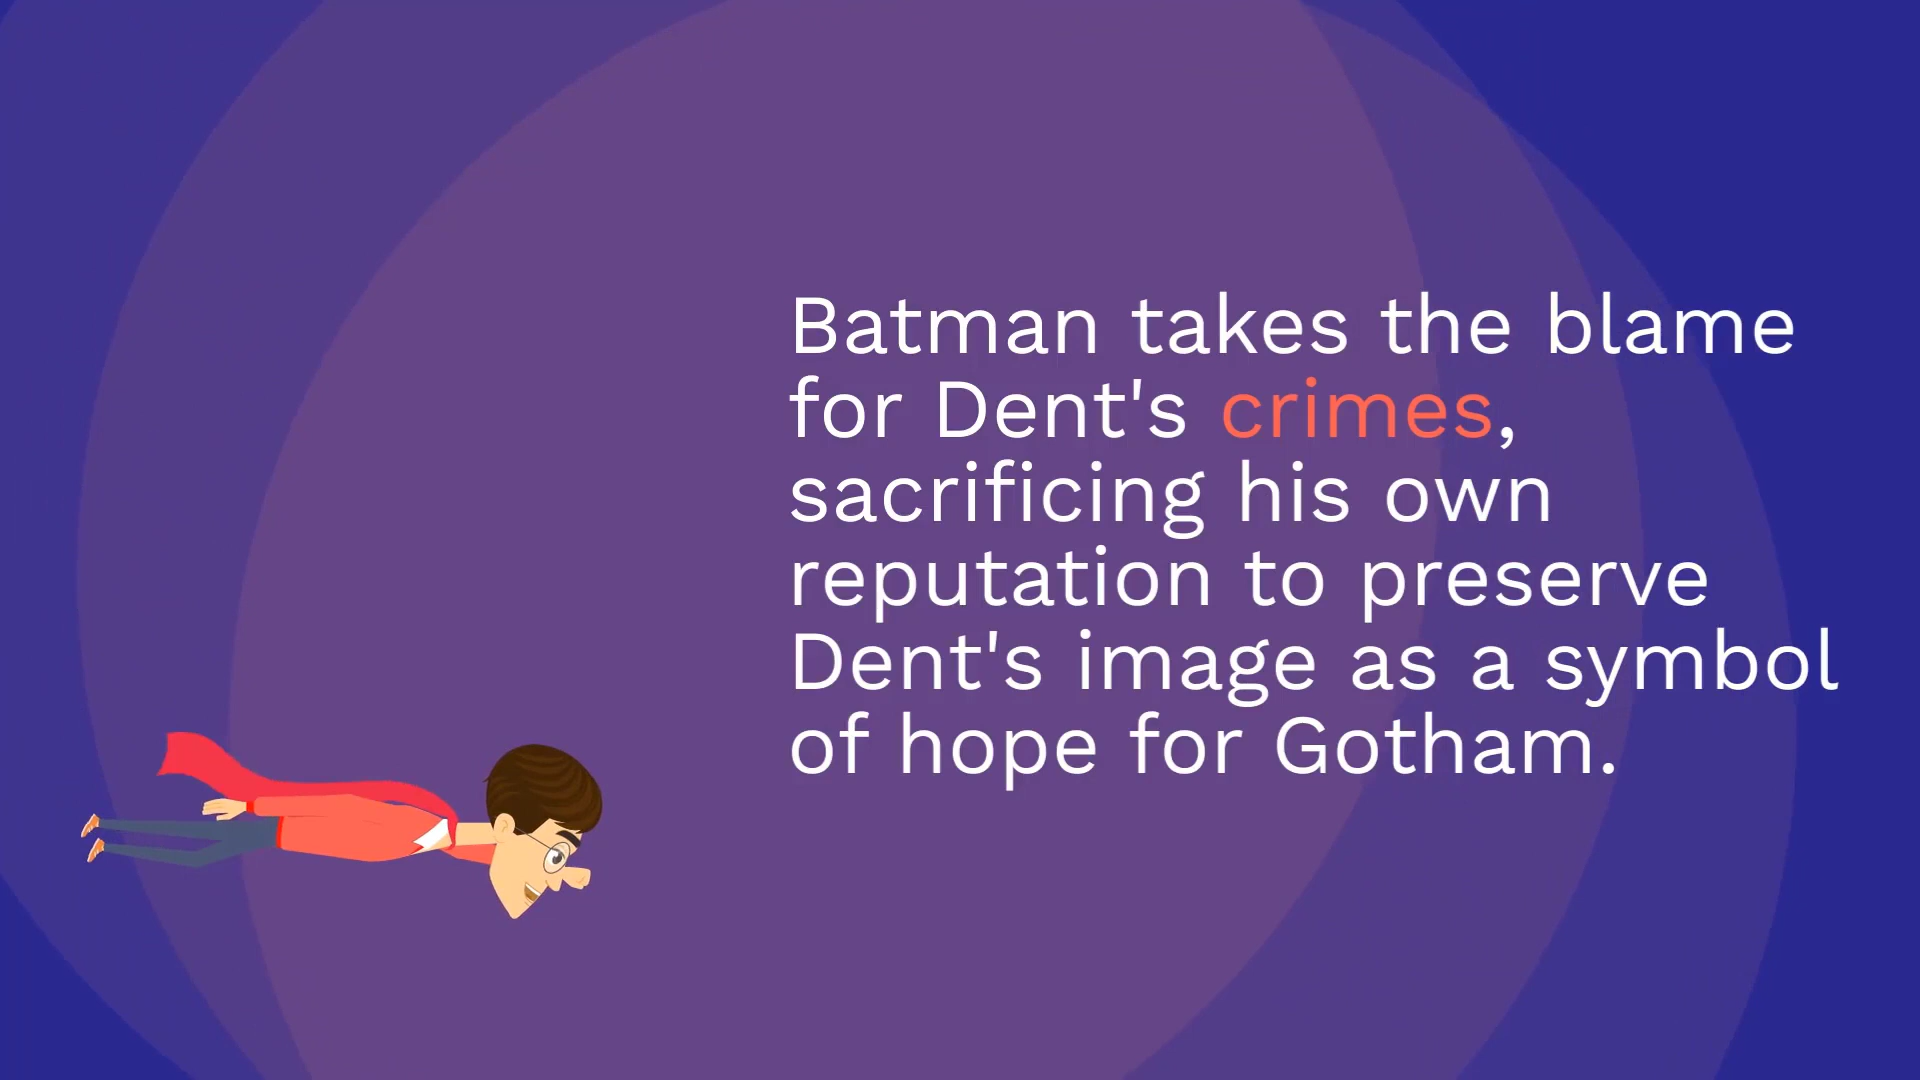 Batman takes the blame
for Dent's crimes,
sacrificing his own
reputation to preserve
Dent's image as a symbol
of hope for Gotham.